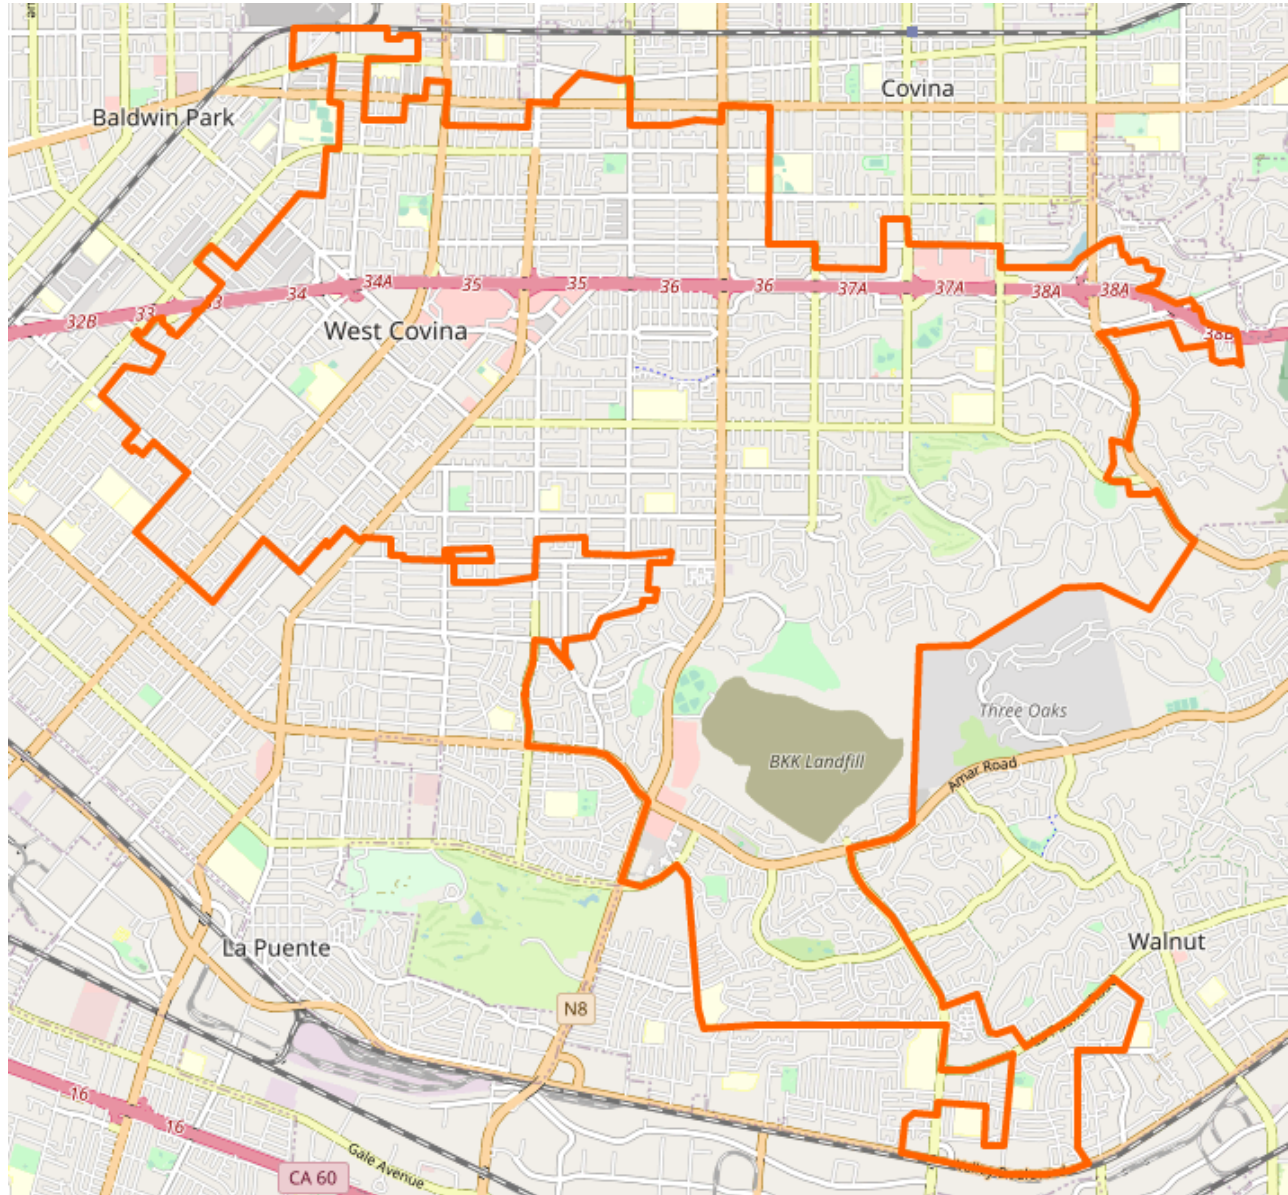 Covina
Baldwin Park
34A
35
35
36
36
37A
37A
38A
38A
34
33
33
32B
West Covina
38B
Three Oaks
BKK Landfill
Amar Road
Walnut
La Puente
N8
16
16
Gale Avenue
CA 60